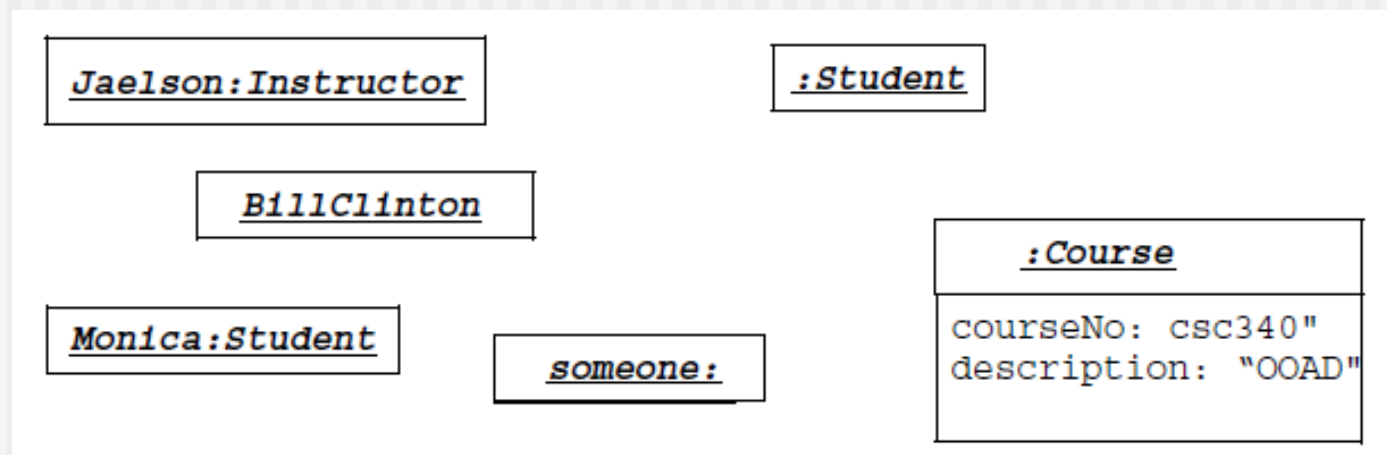 Jaelson:Instructor
:Student
BillClinton
:Course
Monica:Student
someone:
courseNo: csc340"
description: “OOAD"